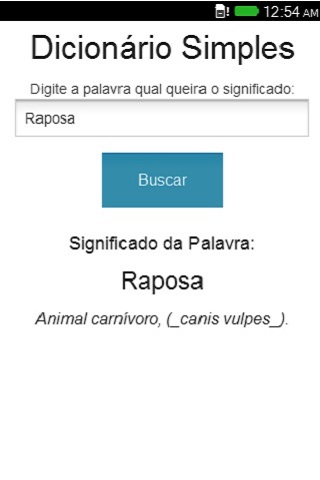 12:54 AM
Dicionário Simples
Digite a palavra qual queira o significado:
Raposa
Buscar
Significado da Palavra:
Raposa
Animal carnívoro, (_canis vulpes_).